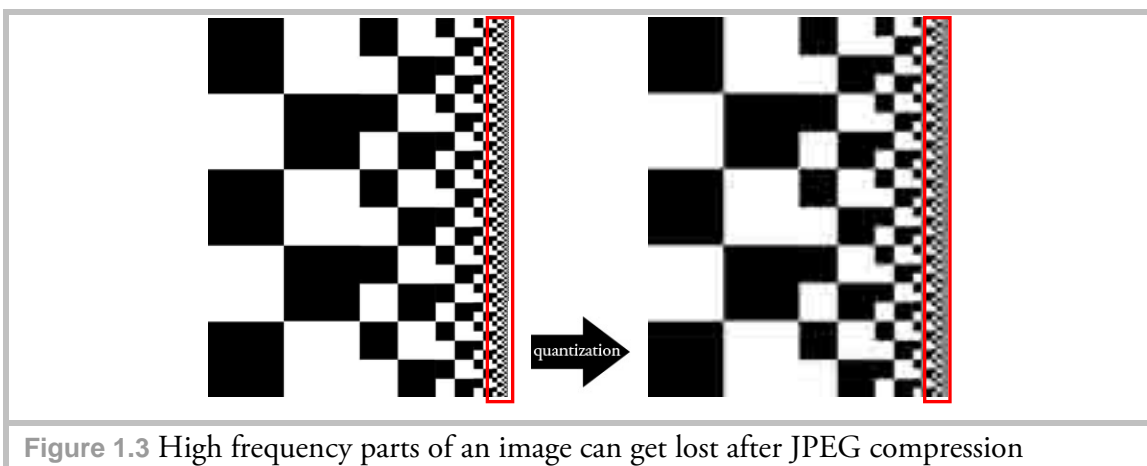 quantization
Figure 1.3 High frequency parts of an image can get lost after JPEG compression